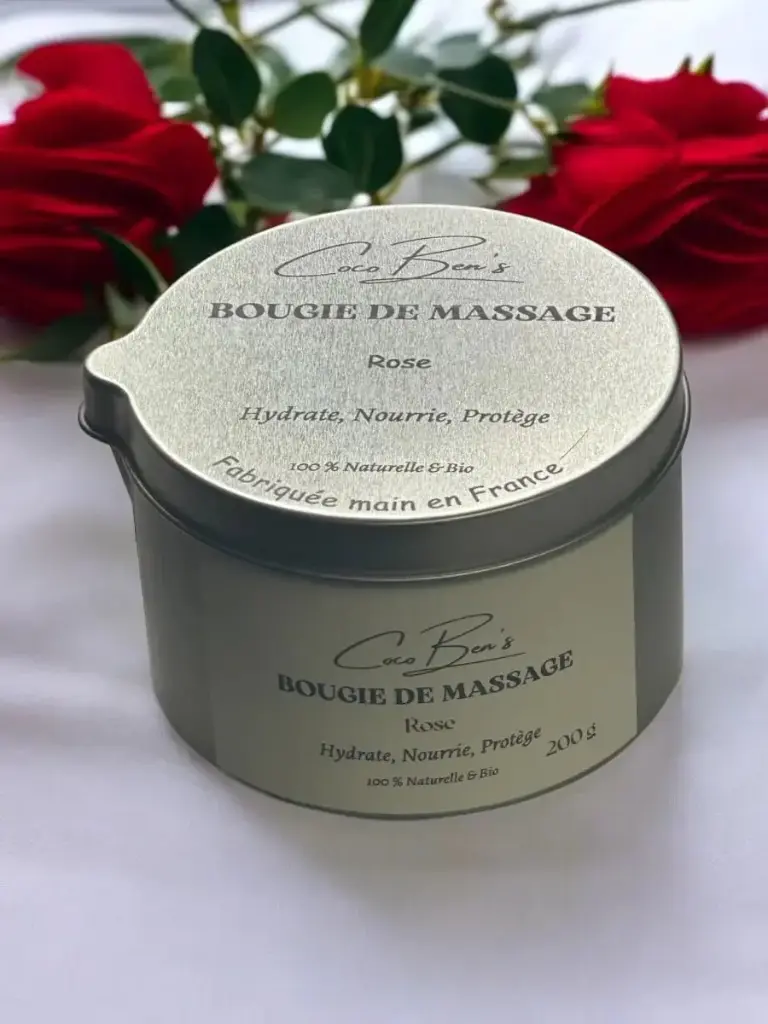 Coco Ben's
BOUGIE DE MASSAGE
Rose
Hydrate, Nourrie, Protège
100 % Naturelle & Bio
Fabriquée main en France
Coco Ben's
BOUGIE DE MASSAGE
Rose
Hydrate, Nourrie, Protège
200 g
100 % Naturelle & Bio